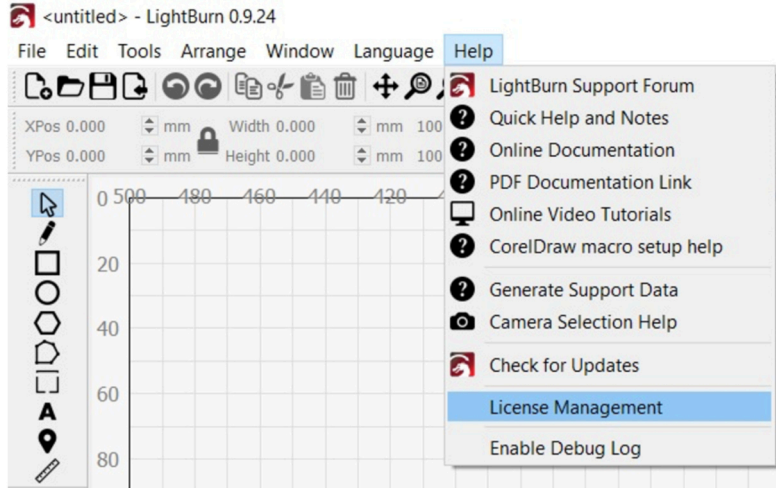 <untitled> - LightBurn 0.9.24
File Edit Tools Arrange Window Language Help
XPos 0.000 mm Width 0.000 mm 100
YPos 0.000 mm Height 0.000 mm 100
0 500 480 460 440 420
20
40
60
80
A
LightBurn Support Forum
Quick Help and Notes
Online Documentation
PDF Documentation Link
Online Video Tutorials
CorelDraw macro setup help
Generate Support Data
Camera Selection Help
Check for Updates
License Management
Enable Debug Log